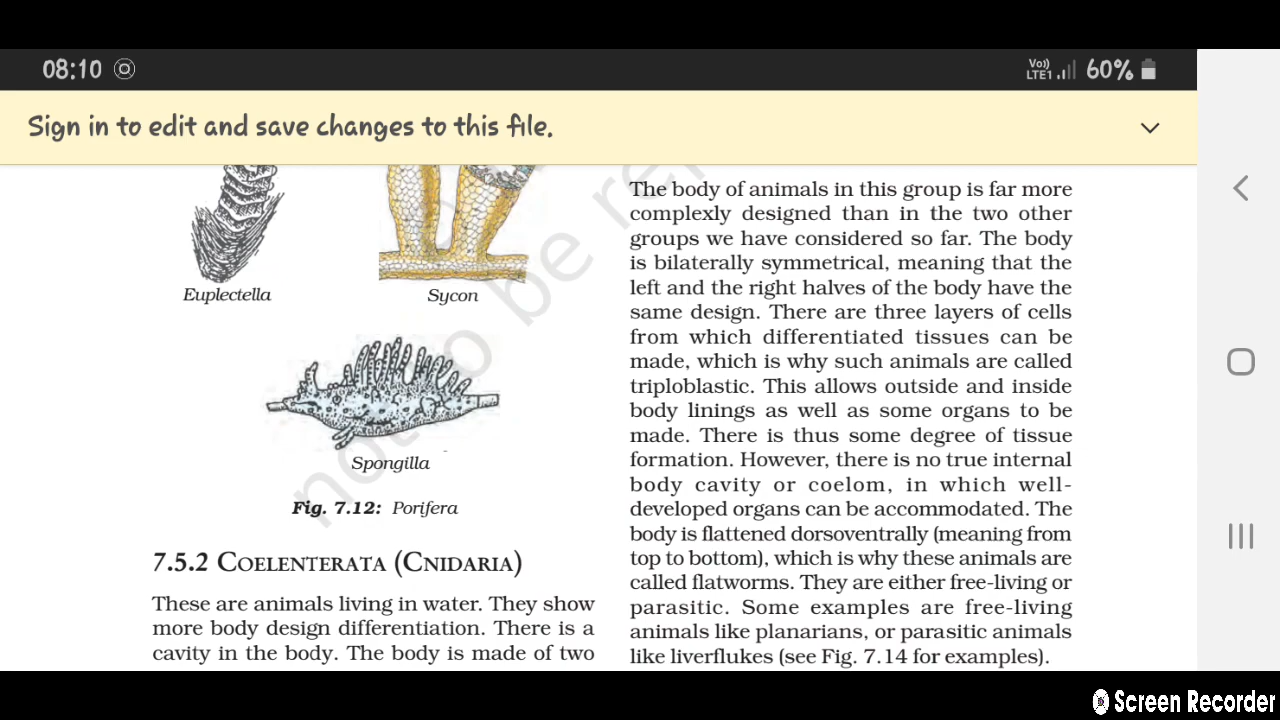 08:10
Vo))
LTE1
60%
Sign in to edit and save changes to this file.
Euplectella
Sycon
Spongilla
Fig. 7.12: Porifera
7.5.2 COELENTERATA (CNIDARIA)
These are animals living in water. They show
more body design differentiation. There is a
cavity in the body. The body is made of two
The body of animals in this group is far more
complexly designed than in the two other
groups we have considered so far. The body
is bilaterally symmetrical, meaning that the
left and the right halves of the body have the
same design. There are three layers of cells
from which differentiated tissues can be
made, which is why such animals are called
triploblastic. This allows outside and inside
body linings as well as some organs to be
made. There is thus some degree of tissue
formation. However, there is no true internal
body cavity or coelom, in which well-
developed organs can be accommodated. The
body is flattened dorsoventrally (meaning from
top to bottom), which is why these animals are
called flatworms. They are either free-living or
parasitic. Some examples are free-living
animals like planarians, or parasitic animals
like liverflukes (see Fig. 7.14 for examples).
not to be re
Screen Recorder